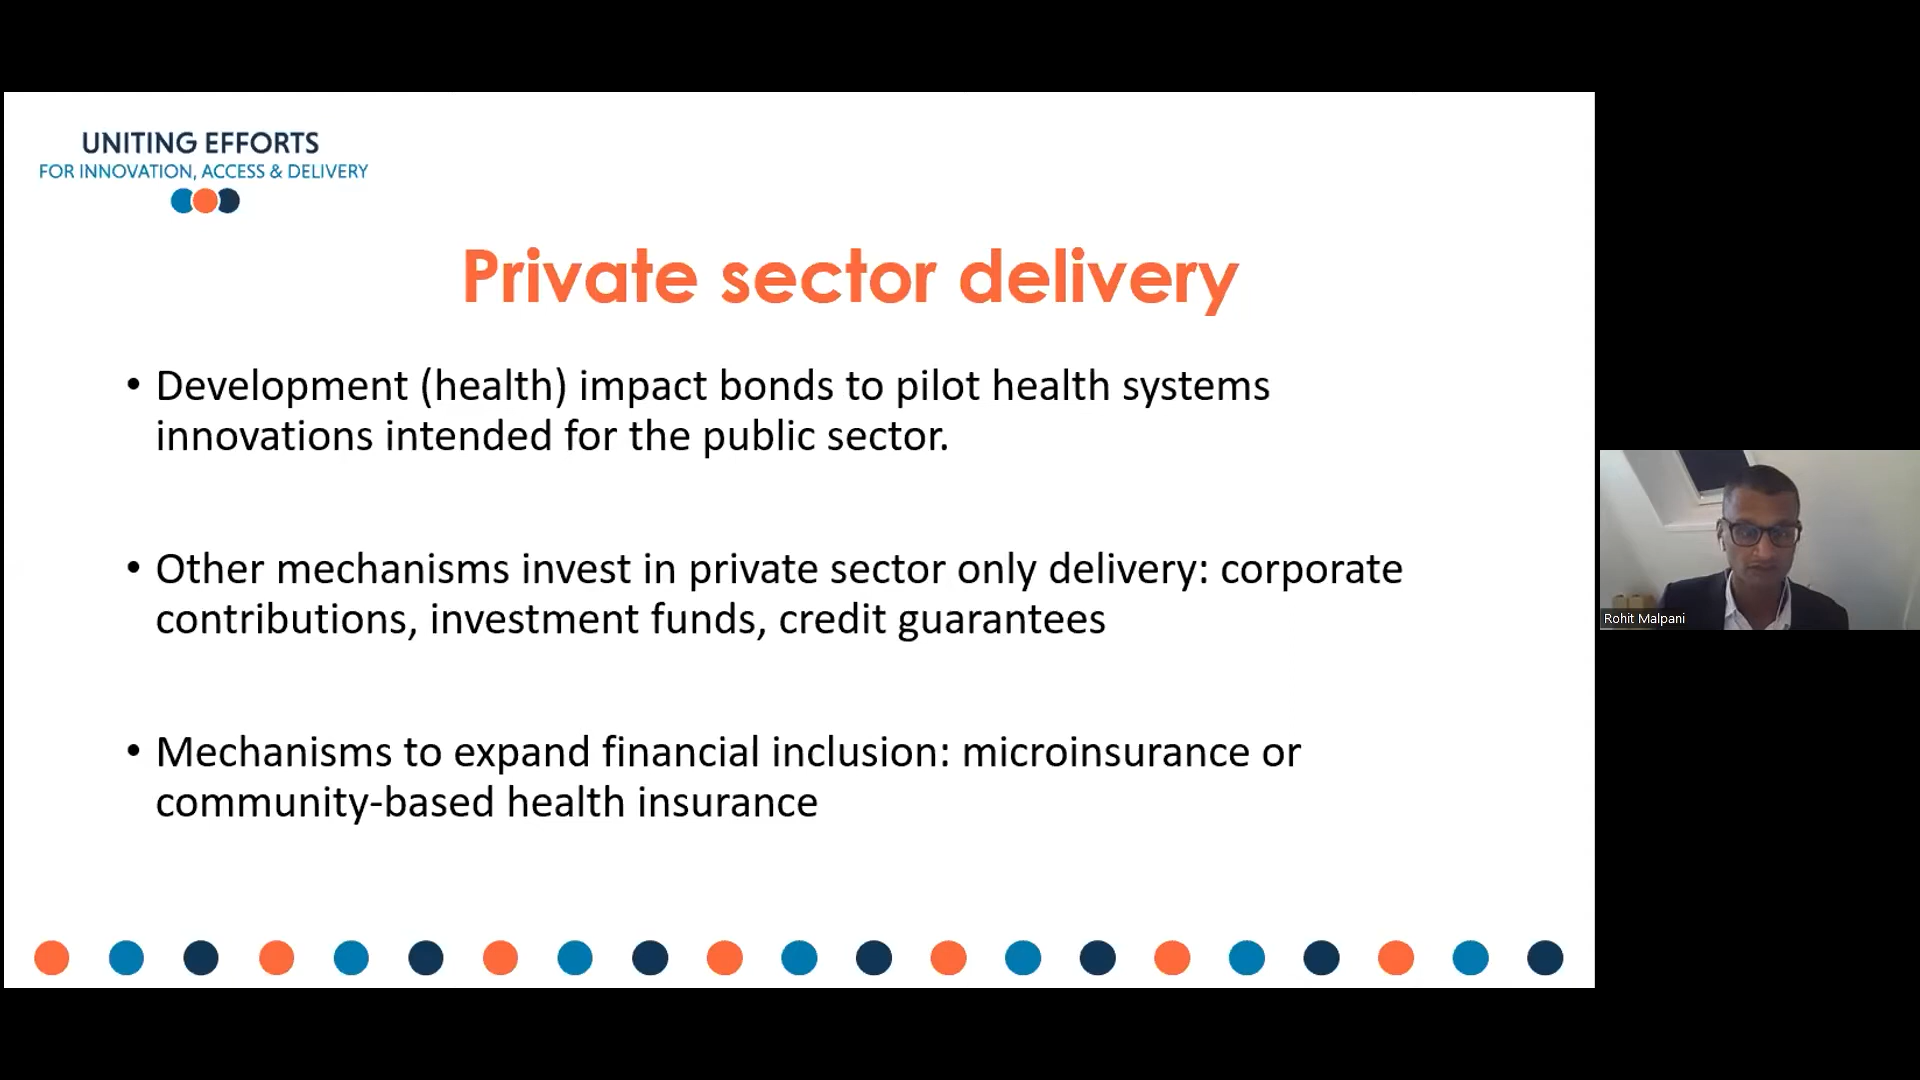 UNITING EFFORTS
FOR INNOVATION, ACCESS & DELIVERY
Private sector delivery
• Development (health) impact bonds to pilot health systems
innovations intended for the public sector.
• Other mechanisms invest in private sector only delivery: corporate
contributions, investment funds, credit guarantees
• Mechanisms to expand financial inclusion: microinsurance or
community-based health insurance
Rohit Malpani